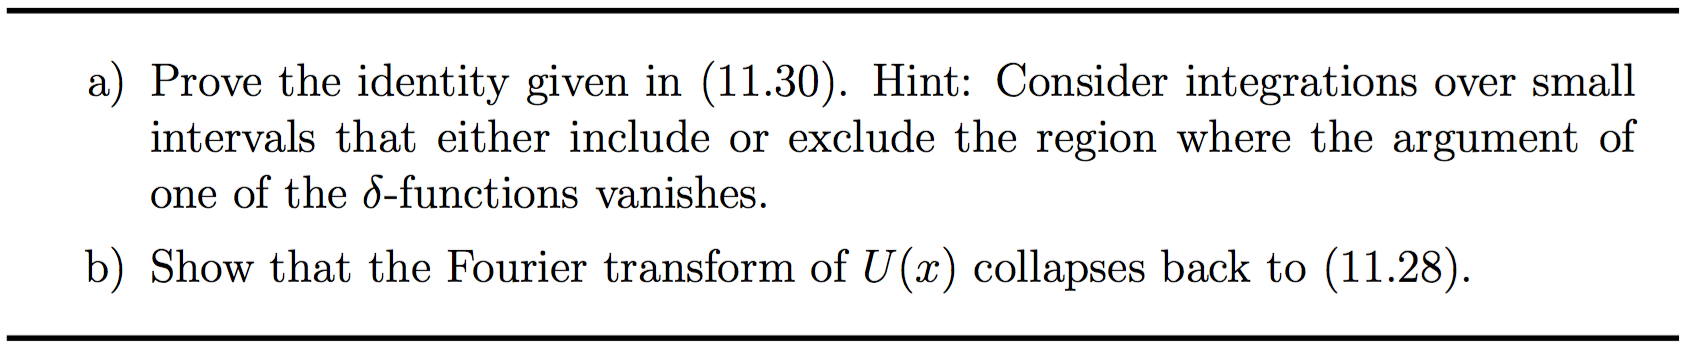 a) Prove the identity given in (11.30). Hint: Consider integrations over small
intervals that either include or exclude the region where the argument of
one of the δ-functions vanishes.
b) Show that the Fourier transform of U(x) collapses back to (11.28).